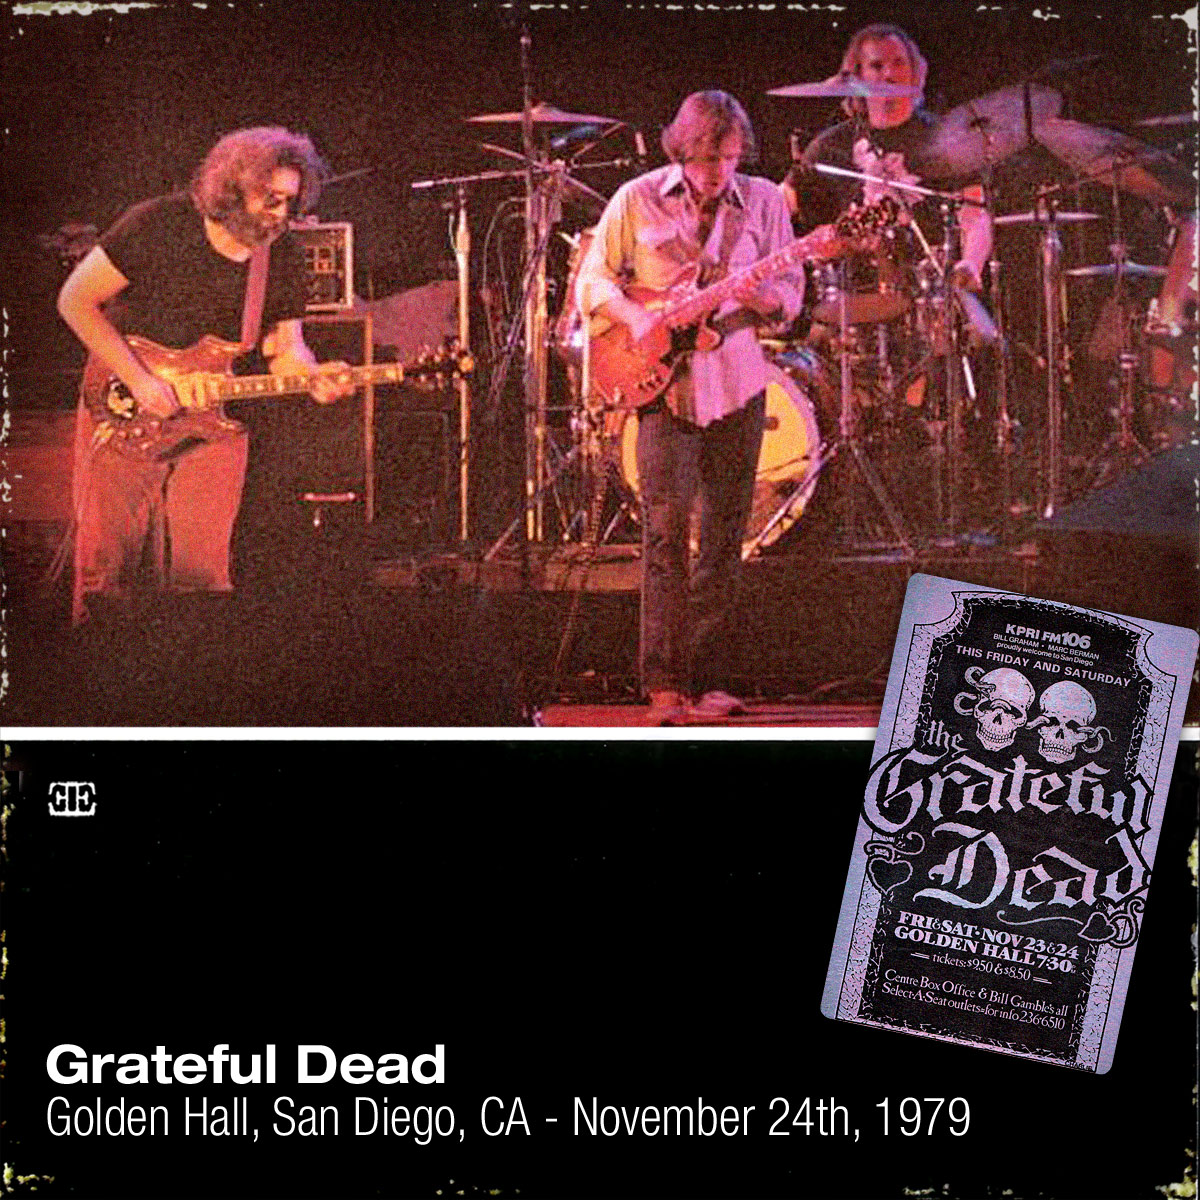 KPRI FM 106
BILL GRAHAM • MARC BERMAN
proudly welcome to San Diego
THIS FRIDAY AND SATURDAY
the
Grateful
Dead
FRI & SAT • NOV 23 & 24
GOLDEN HALL 7:30
tickets: $9.50 & $8.50
Centre Box Office & Bill Gamble's all
Select-A-Seat outlets=for info 236-6510
Grateful Dead
Golden Hall, San Diego, CA - November 24th, 1979